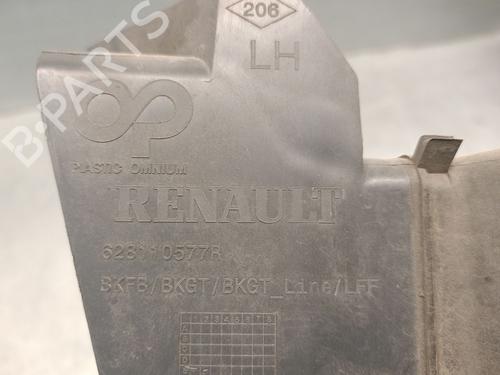 206
LH
PLASTIC OMNIUM
RENAULT
628110577R
BKFB/BKGT/BKGT_Line/LFF
B-PARTS